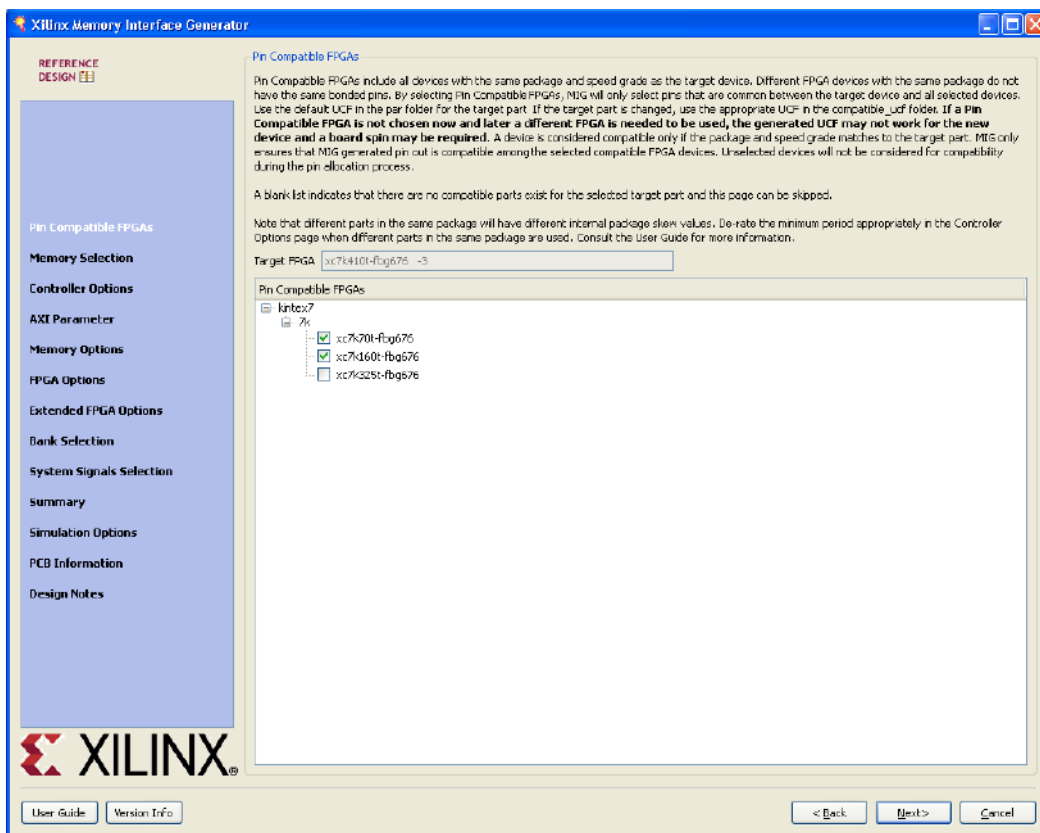 Xilinx Memory Interface Generator
REFERENCE
DESIGN
Pin Compatible FPGAs
Memory Selection
Controller Options
AXI Parameter
Memory Options
FPGA Options
Extended FPGA Options
Bank Selection
System Signals Selection
Summary
Simulation Options
PCB Information
Design Notes
XILINX®
Pin Compatible FPGAs
Pin Compatible FPGAs include all devices with the same package and speed grade as the target device. Different FPGA devices with the same package do not
have the same bonded pins. By selecting Pin Compatible FPGAs, MIG will only select pins that are common between the target device and all selected devices.
Use the default UCF in the par folder for the target part. If the target part is changed, use the appropriate UCF in the compatible_ucf folder. If a Pin
Compatible FPGA is not chosen now and later a different FPGA is needed to be used, the generated UCF may not work for the new
device and a board spin may be required. A device is considered compatible only if the package and speed grade matches to the target part. MIG only
ensures that MIG generated pin out is compatible among the selected compatible FPGA devices. Unselected devices will not be considered for compatibility
during the pin allocation process.
A blank list indicates that there are no compatible parts exist for the selected target part and this page can be skipped.
Note that different parts in the same package will have different internal package skew values. De-rate the minimum period appropriately in the Controller
Options page when different parts in the same package are used. Consult the User Guide for more information.
Target FPGA xc7k410t-fbg676 -3
Pin Compatible FPGAs
kintex7
7k
xc7k70t-fbg676
xc7k160t-fbg676
xc7k325t-fbg676
User Guide
Version Info
< Back
Next>
Cancel